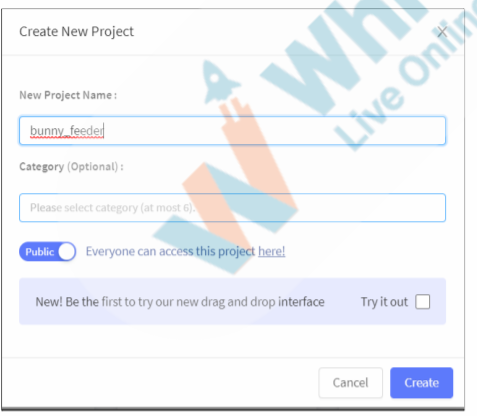 Create New Project
X
New Project Name :
bunny_feeder
Category (Optional) :
Please select category (at most 6).
Public
Everyone can access this project here!
New! Be the first to try our new drag and drop interface
Try it out
Cancel
Create
Live Onlin